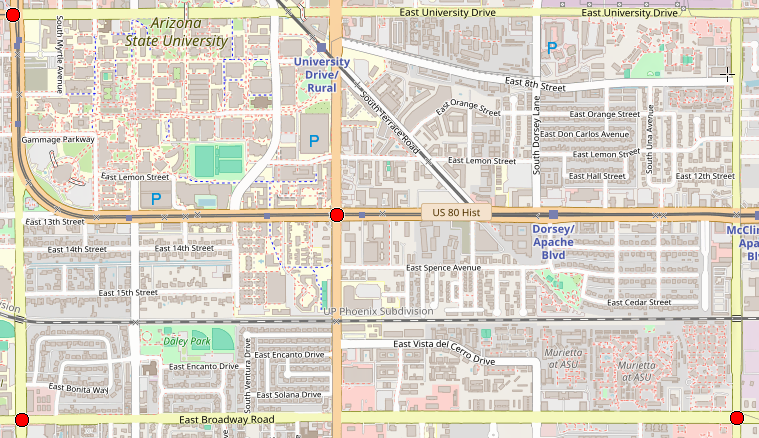 East University Drive
East University Drive
Arizona
State University
South Myrtle Avenue
P
University
Drive/
Rural
East 8th Street
South Terrace Road
East Orange Street
East Orange Street
South Dorsey Lane
East Don Carlos Avenue
South Una Avenue
Gammage Parkway
P
East Lemon Street
East Lemon Street
East Lemon Street
East Hall Street
East 12th Street
P
US 80 Hist
East 13th Street
Dorsey/
Apache
Blvd
McClin
Apa
Bl
East 14th Street
East 14th Street
East Spence Avenue
East 15th Street
East Cedar Street
UP Phoenix Subdivision
Daley Park
South Ventura Drive
East Encanto Drive
East Encanto Drive
East Vista del Cerro Drive
Murietta
at ASU
Murietta
at ASU
East Bonita Way
East Solana Drive
East Broadway Road